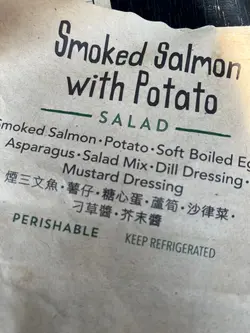 Smoked Salmon
with Potato
SALAD
Smoked Salmon·Potato·Soft Boiled Eg
Asparagus·Salad Mix·Dill Dressing·
Mustard Dressing
煙三文魚·薯仔·糖心蛋·蘆筍·沙律菜·
刁草醬·芥末醬
PERISHABLE
KEEP REFRIGERATED